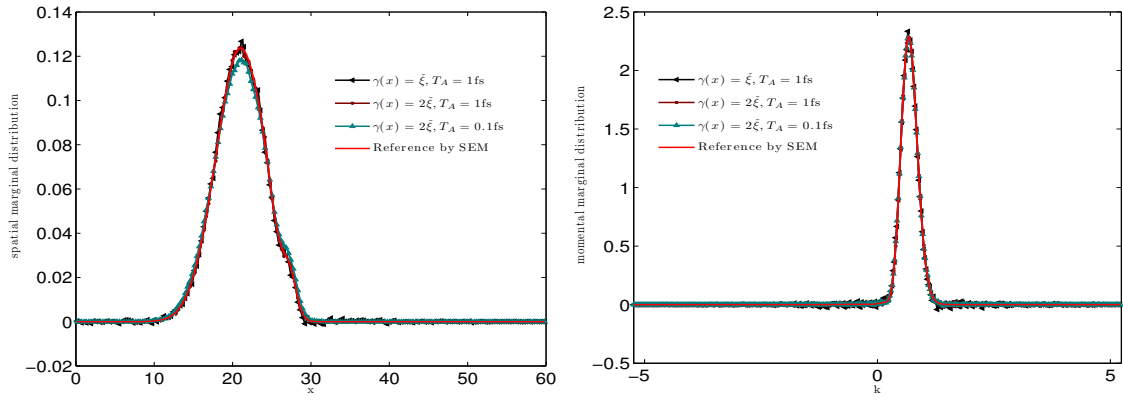 0.14
0.12
0.1
0.08
0.06
0.04
0.02
0
−0.02
spatial marginal distribution
γ(x) = ξ̃, T_A = 1fs
γ(x) = 2ξ̃, T_A = 1fs
γ(x) = 2ξ̃, T_A = 0.1fs
Reference by SEM
0 10 20 30 40 50 60
x
2.5
2
1.5
1
0.5
0
−0.5
momental marginal distribution
γ(x) = ξ̃, T_A = 1fs
γ(x) = 2ξ̃, T_A = 1fs
γ(x) = 2ξ̃, T_A = 0.1fs
Reference by SEM
−5 0 5
k